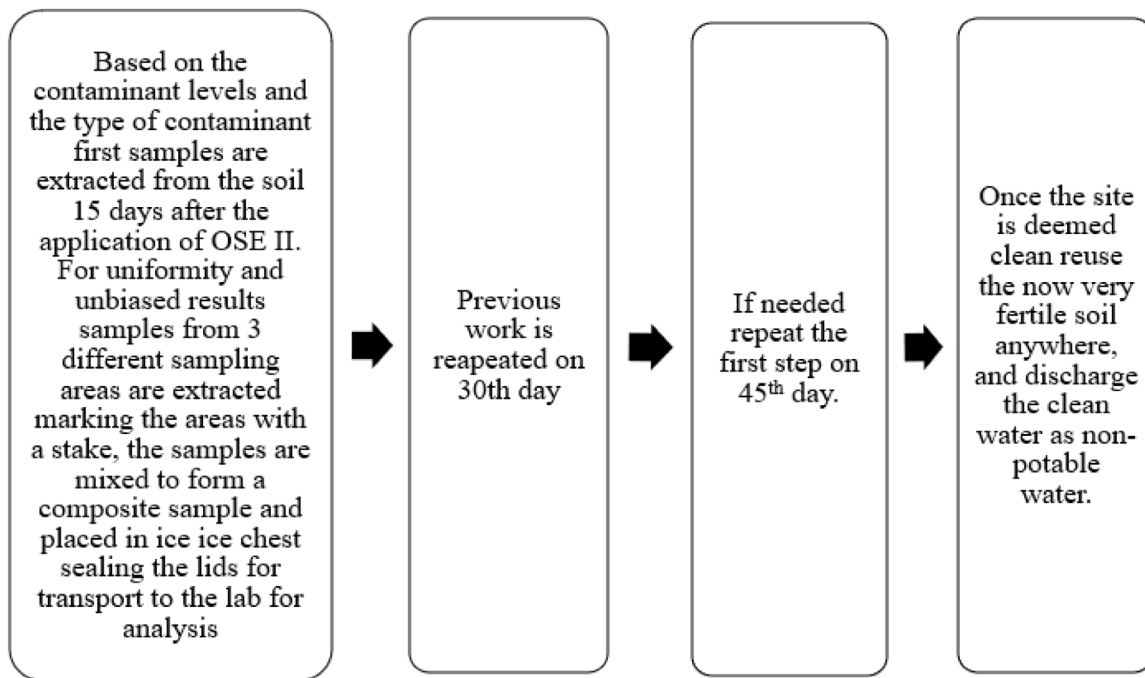 Based on the
contaminant levels and
the type of contaminant
first samples are
extracted from the soil
15 days after the
application of OSE II.
For uniformity and
unbiased results
samples from 3
different sampling
areas are extracted
marking the areas with
a stake, the samples are
mixed to form a
composite sample and
placed in ice ice chest
sealing the lids for
transport to the lab for
analysis
Previous
work is
reapeated on
30th day
If needed
repeat the
first step on
45th day.
Once the site
is deemed
clean reuse
the now very
fertile soil
anywhere,
and discharge
the clean
water as non-
potable
water.